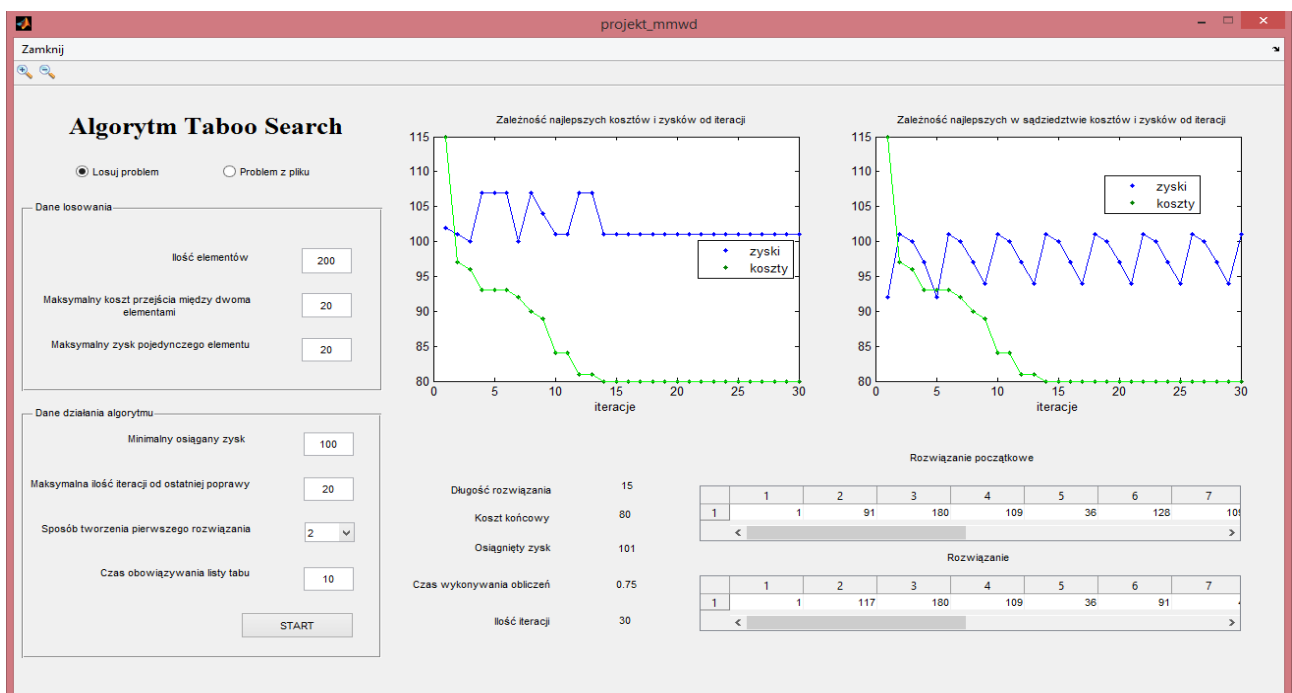 projekt_mmwd
Zamknij
Algorytm Taboo Search
Losuj problem
Problem z pliku
Dane losowania
Ilość elementów
200
Maksymalny koszt przejścia między dwoma
elementami
20
Maksymalny zysk pojedynczego elementu
20
Dane działania algorytmu
Minimalny osiągany zysk
100
Maksymalna ilość iteracji od ostatniej poprawy
20
Sposób tworzenia pierwszego rozwiązania
2
Czas obowiązywania listy tabu
10
START
Zależność najlepszych kosztów i zysków od iteracji
115
110
105
100
95
90
85
80
0 5 10 15 20 25 30
iteracje
zyski
koszty
Zależność najlepszych w sądziedztwie kosztów i zysków od iteracji
115
110
105
100
95
90
85
80
0 5 10 15 20 25 30
iteracje
zyski
koszty
Długość rozwiązania 15
Koszt końcowy 80
Osiągnięty zysk 101
Czas wykonywania obliczeń 0.75
Ilość iteracji 30
Rozwiązanie początkowe
1 2 3 4 5 6 7
1 1 91 180 109 36 128 109
Rozwiązanie
1 2 3 4 5 6 7
1 1 117 180 109 36 91